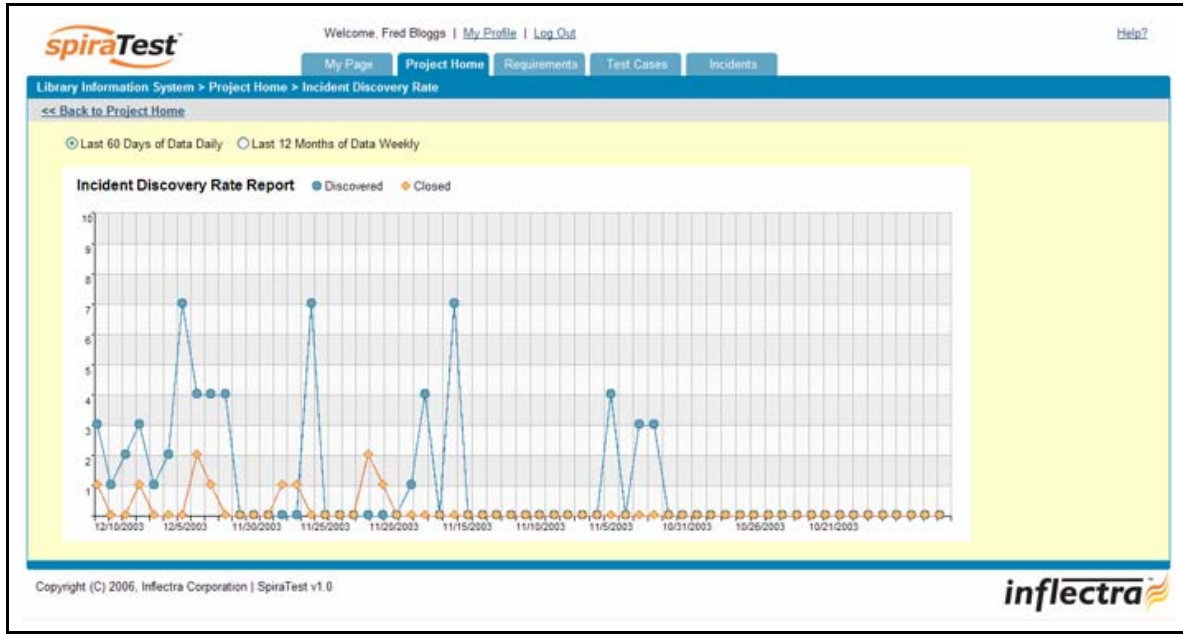 spiraTest
Welcome, Fred Bloggs | My Profile | Log Out
Help?
My Page
Project Home
Requirements
Test Cases
Incidents
Library Information System > Project Home > Incident Discovery Rate
<< Back to Project Home
Last 60 Days of Data Daily
Last 12 Months of Data Weekly
Incident Discovery Rate Report
Discovered
Closed
10
9
8
7
6
5
4
3
2
1
12/10/2003
12/5/2003
11/30/2003
11/25/2003
11/20/2003
11/15/2003
11/10/2003
11/5/2003
10/31/2003
10/26/2003
10/21/2003
Copyright (C) 2006, Inflectra Corporation | SpiraTest v1.0
inflectra